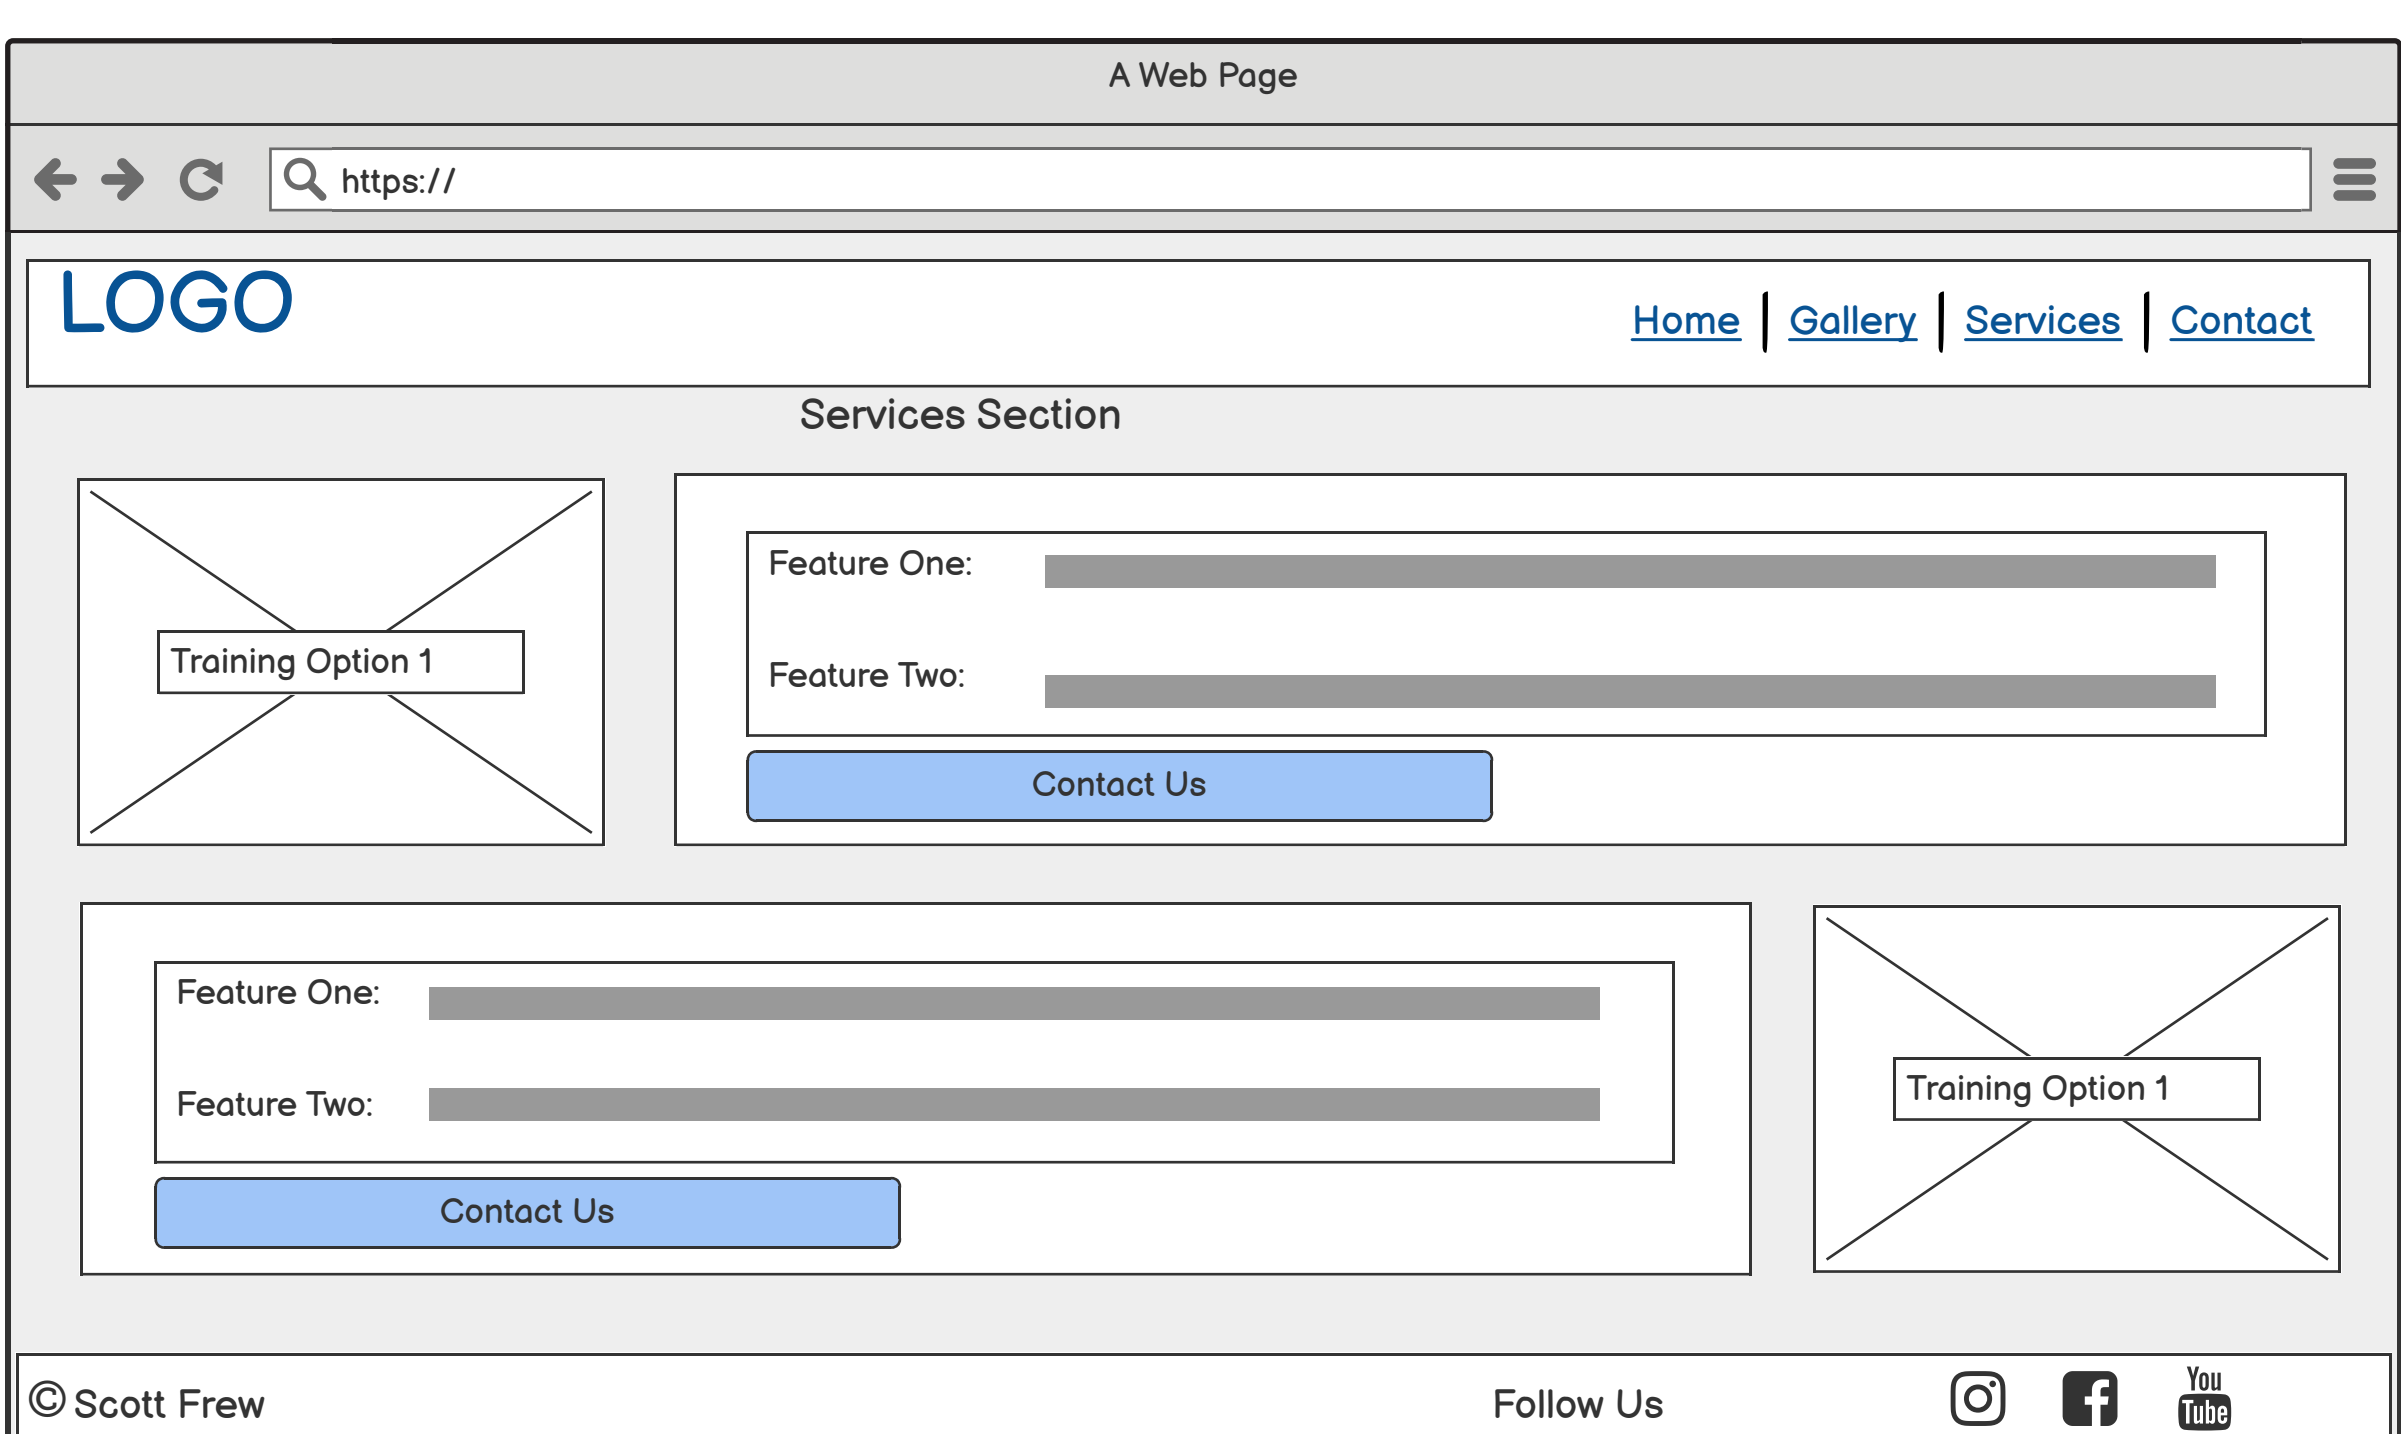 A Web Page
https://
LOGO
Home
Gallery
Services
Contact
Services Section
Training Option 1
Feature One:
Feature Two:
Contact Us
Feature One:
Feature Two:
Contact Us
Training Option 1
© Scott Frew
Follow Us
You
Tube